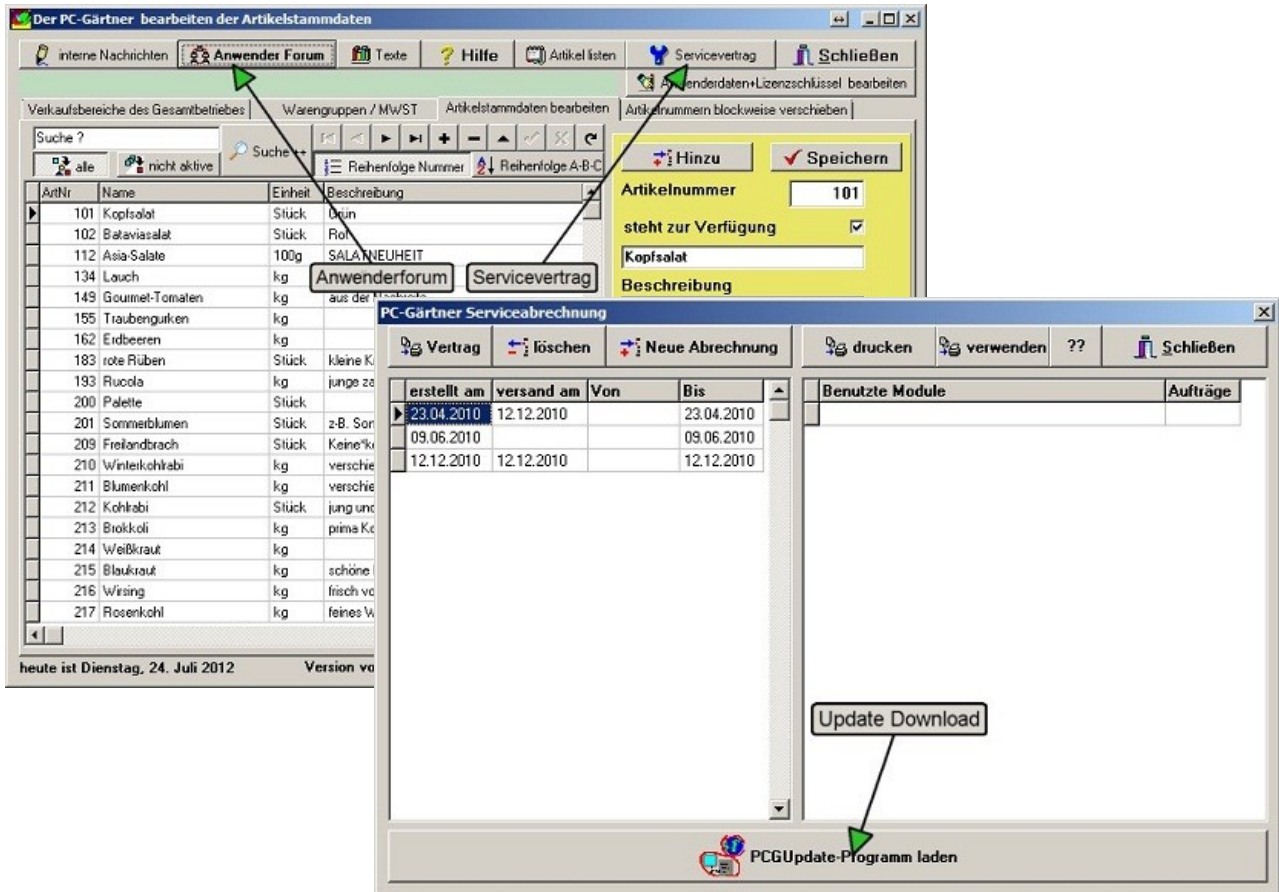 Der PC-Gärtner bearbeiten der Artikelstammdaten
interne Nachrichten Anwender Forum Texte Hilfe Artikel listen Servicevertrag Schließen
Anwenderdaten+Lizenzschlüssel bearbeiten
Verkaufsbereiche des Gesamtbetriebes Warengruppen / MWST Artikelstammdaten bearbeiten Artikelnummern blockweise verschieben
Suche ?
Suche ++
alle nicht aktive Reihenfolge Nummer Reihenfolge A-B-C
ArtNr Name Einheit Beschreibung
101 Kopfsalat Stück Grün
102 Bataviasalat Stück Rot
112 Asia-Salate 100g SALATNEUHEIT
134 Lauch kg
149 Gourmet-Tomaten kg aus der
155 Traubengurken kg
162 Erdbeeren kg
183 rote Rüben Stück kleine
193 Rucola kg junge
200 Palette Stück
201 Sommerblumen Stück z-B.
209 Freilandbrach Stück
210 Winterkohlrabi kg
211 Blumenkohl kg
212 Kohlrabi Stück jung
213 Brokkoli kg prima
214 Weißkraut kg
215 Blaukraut kg schöne
216 Wirsing kg frisch
217 Rosenkohl kg feines
heute ist Dienstag, 24. Juli 2012 Version
Hinzu Speichern
Artikelnummer 101
steht zur Verfügung
Kopfsalat
Beschreibung
Anwenderforum Servicevertrag
PC-Gärtner Serviceabrechnung
Vertrag löschen Neue Abrechnung drucken verwenden ?? Schließen
erstellt am versand am Von Bis
23.04.2010 12.12.2010 23.04.2010
09.06.2010 09.06.2010
12.12.2010 12.12.2010 12.12.2010
Benutzte Module Aufträge
Update Download
PCGUpdate-Programm laden